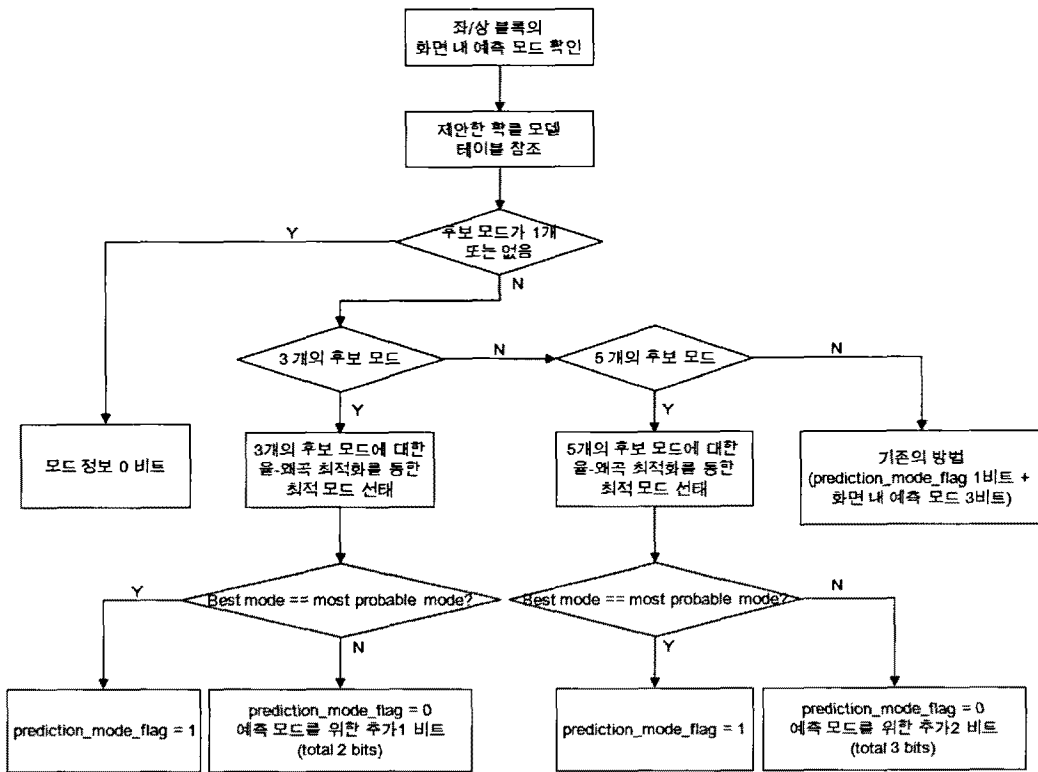 좌/상 블록의
화면 내 예측 모드 확인
제안한 확률 모델
테이블 참조
후보 모드가 1개
또는 없음
Y
N
3 개의 후보 모드
N
5 개의 후보 모드
N
Y
Y
모드 정보 0 비트
3개의 후보 모드에 대한
율-왜곡 최적화를 통한
최적 모드 선택
5개의 후보 모드에 대한
율-왜곡 최적화를 통한
최적 모드 선택
기존의 방법
(prediction_mode_flag 1비트 +
화면 내 예측 모드 3비트)
Y
Best mode == most probable mode?
Best mode == most probable mode?
N
N
Y
prediction_mode_flag = 1
prediction_mode_flag = 0
예측 모드를 위한 추가1 비트
(total 2 bits)
prediction_mode_flag = 1
prediction_mode_flag = 0
예측 모드를 위한 추가2 비트
(total 3 bits)